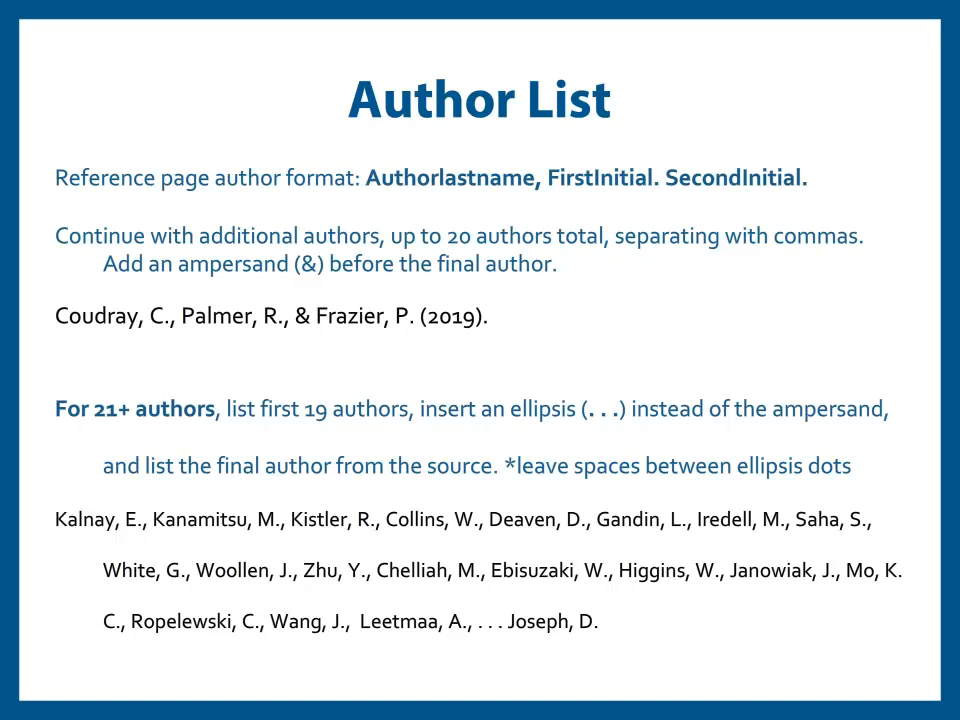 Author List
Reference page author format: Authorlastname, FirstInitial. SecondInitial.
Continue with additional authors, up to 20 authors total, separating with commas.
Add an ampersand (&) before the final author.
Coudray, C., Palmer, R., & Frazier, P. (2019).
For 21+ authors, list first 19 authors, insert an ellipsis (. . .) instead of the ampersand,
and list the final author from the source. *leave spaces between ellipsis dots
Kalnay, E., Kanamitsu, M., Kistler, R., Collins, W., Deaven, D., Gandin, L., Iredell, M., Saha, S.,
White, G., Woollen, J., Zhu, Y., Chelliah, M., Ebisuzaki, W., Higgins, W., Janowiak, J., Mo, K.
C., Ropelewski, C., Wang, J., Leetmaa, A., . . . Joseph, D.